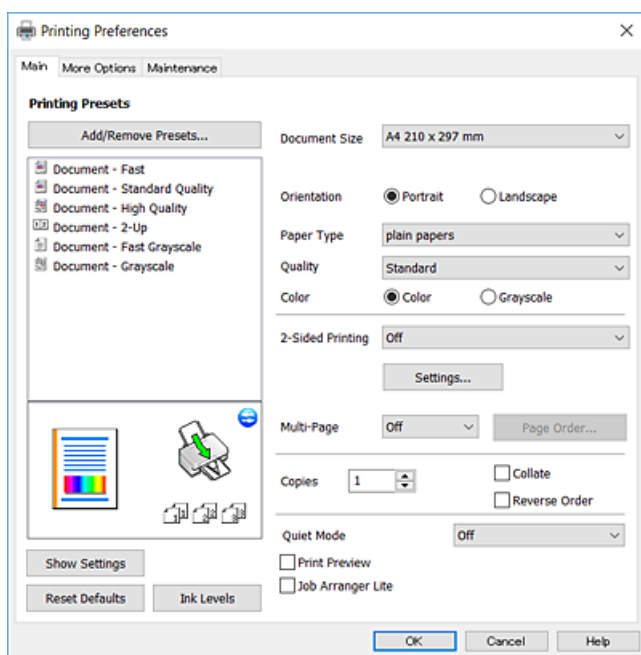 Printing Preferences
Main More Options Maintenance
Printing Presets
Add/Remove Presets...
Document - Fast
Document - Standard Quality
Document - High Quality
Document - 2-Up
Document - Fast Grayscale
Document - Grayscale
Show Settings
Reset Defaults Ink Levels
Document Size A4 210 x 297 mm
Orientation Portrait Landscape
Paper Type plain papers
Quality Standard
Color Color Grayscale
2-Sided Printing Off
Settings...
Multi-Page Off Page Order...
Copies 1 Collate
Reverse Order
Quiet Mode Off
Print Preview
Job Arranger Lite
OK Cancel Help